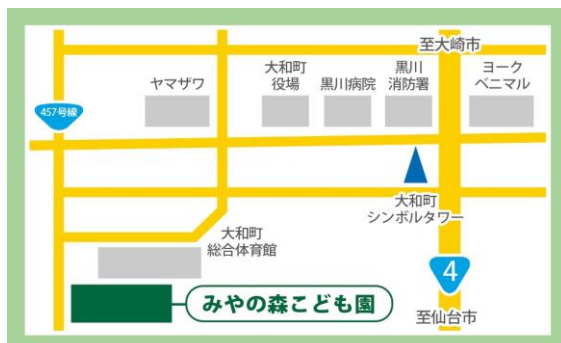 至大崎市
ヤマザワ
大和町
役場
黒川病院
黒川
消防署
ヨーク
ベニマル
457号線
大和町
シンボルタワー
大和町
総合体育館
4
みやの森こども園
至仙台市